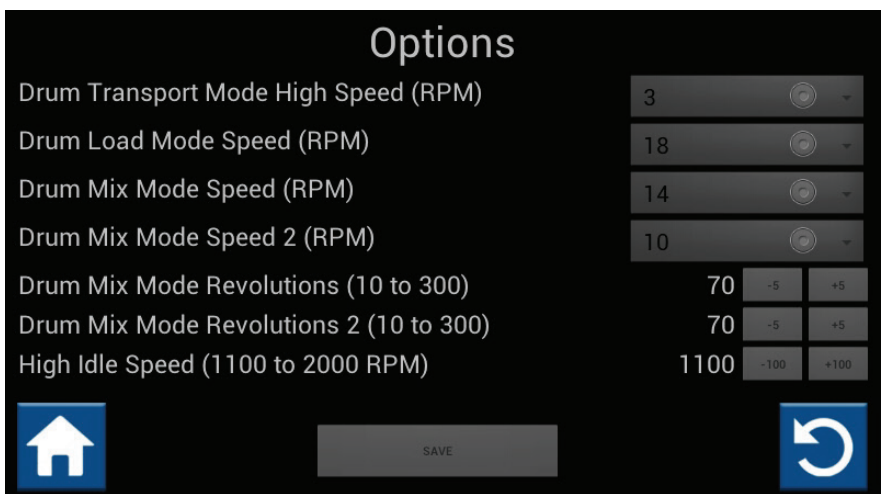 Options
Drum Transport Mode High Speed (RPM) 3
Drum Load Mode Speed (RPM) 18
Drum Mix Mode Speed (RPM) 14
Drum Mix Mode Speed 2 (RPM) 10
Drum Mix Mode Revolutions (10 to 300) 70 -5 +5
Drum Mix Mode Revolutions 2 (10 to 300) 70 -5 +5
High Idle Speed (1100 to 2000 RPM) 1100 -100 +100
SAVE